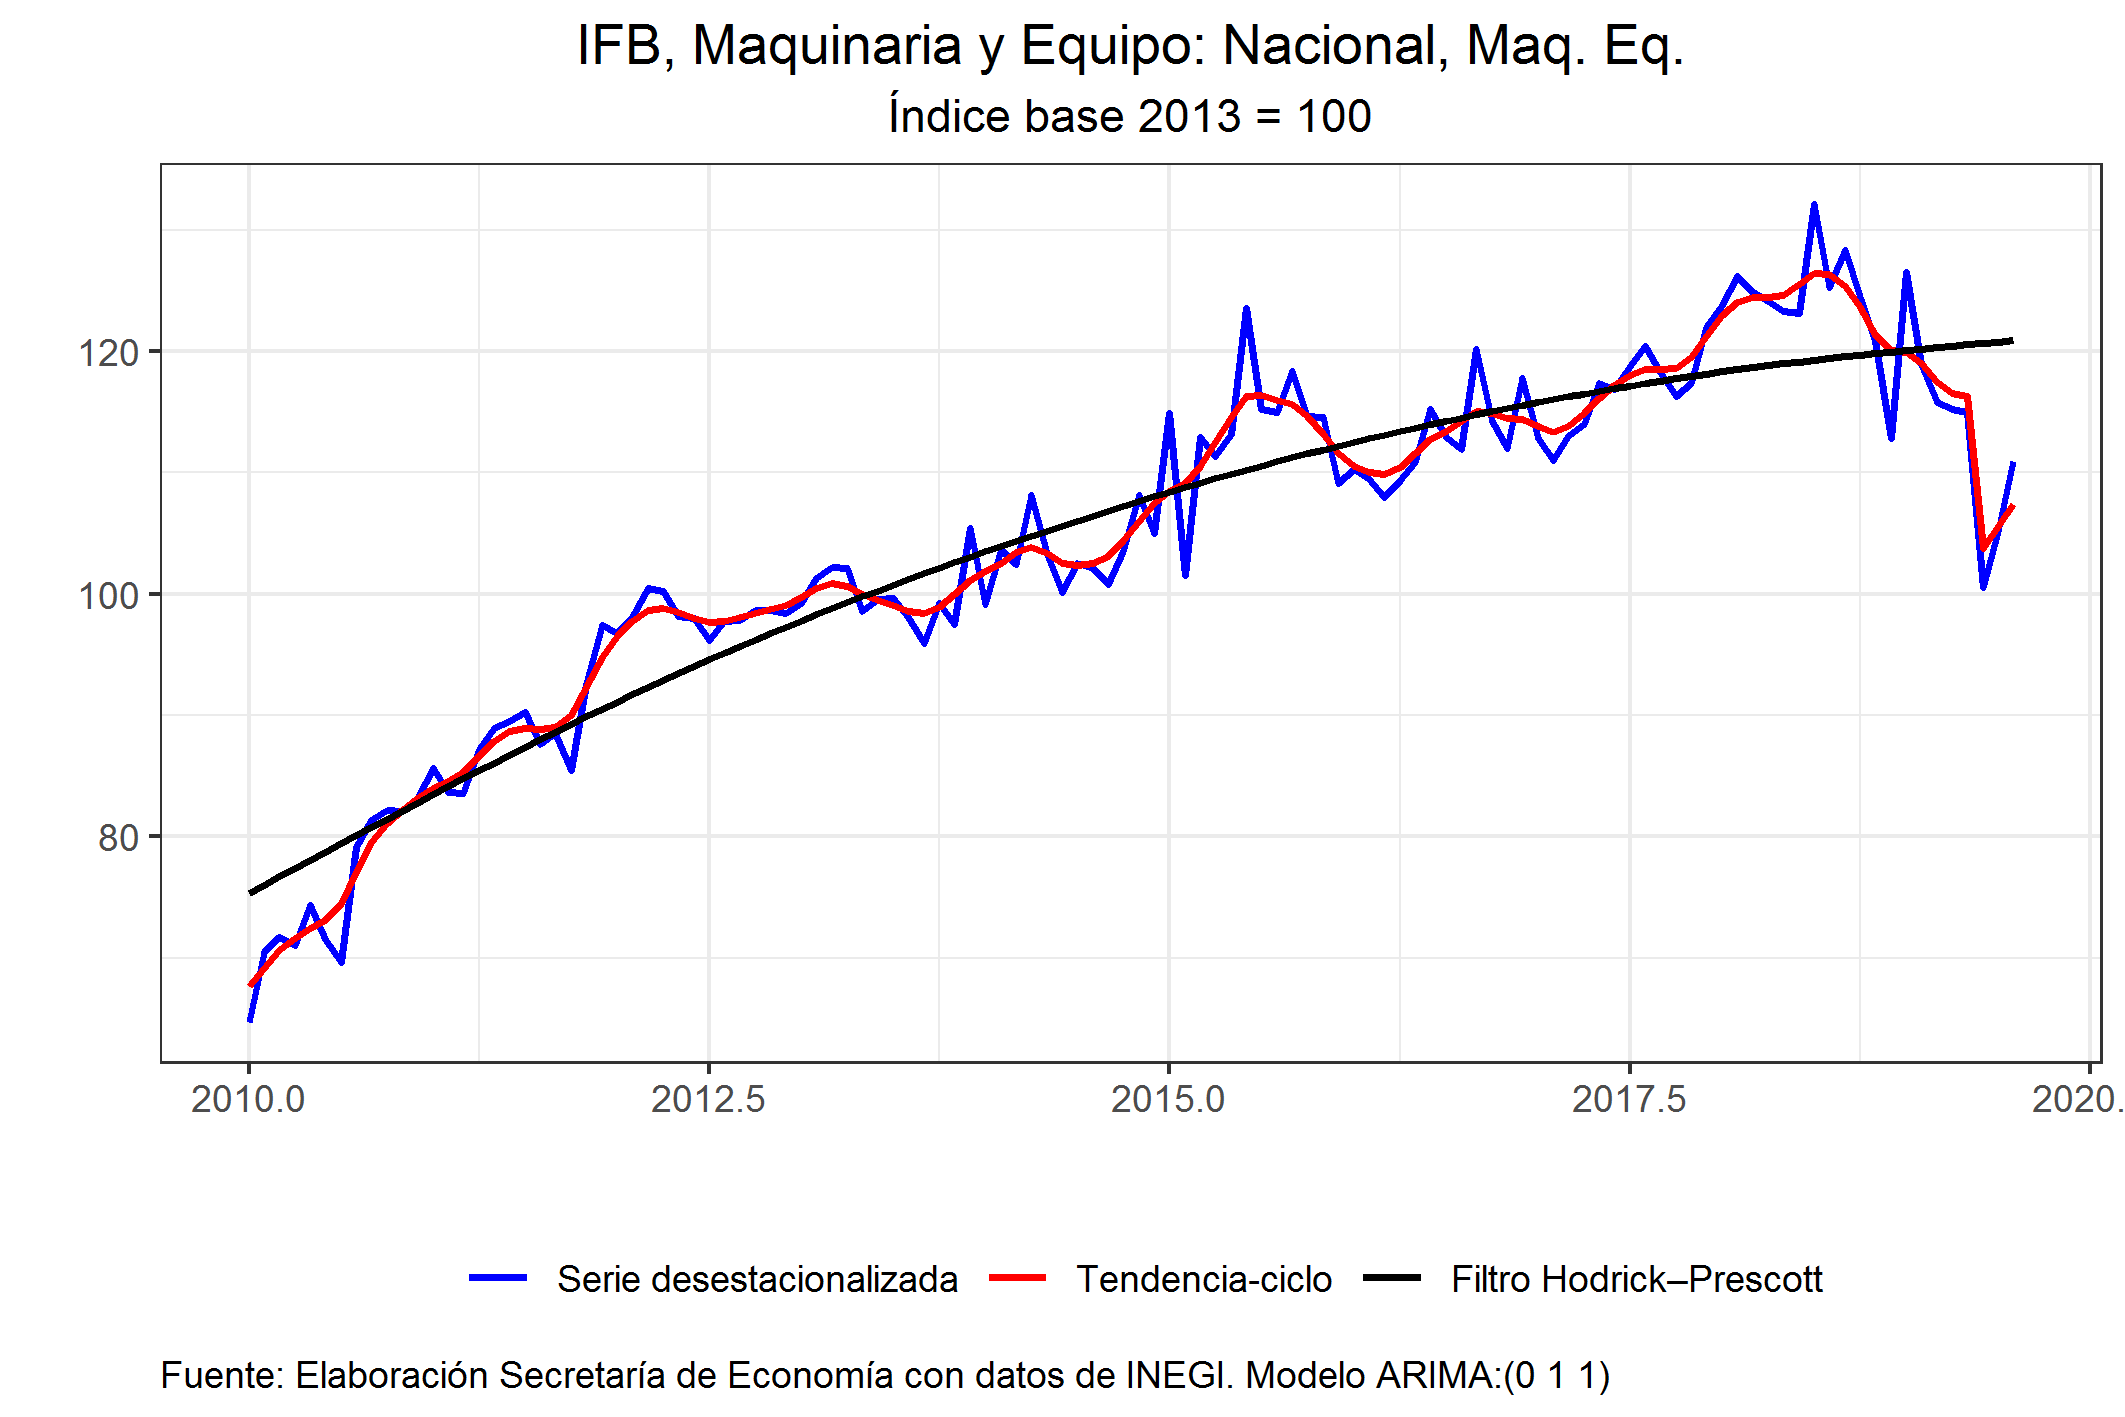 IFB, Maquinaria y Equipo: Nacional, Maq. Eq.
Índice base 2013 = 100
120
100
80
2010.0 2012.5 2015.0 2017.5 2020.
Serie desestacionalizada Tendencia-ciclo Filtro Hodrick–Prescott
Fuente: Elaboración Secretaría de Economía con datos de INEGI. Modelo ARIMA:(0 1 1)